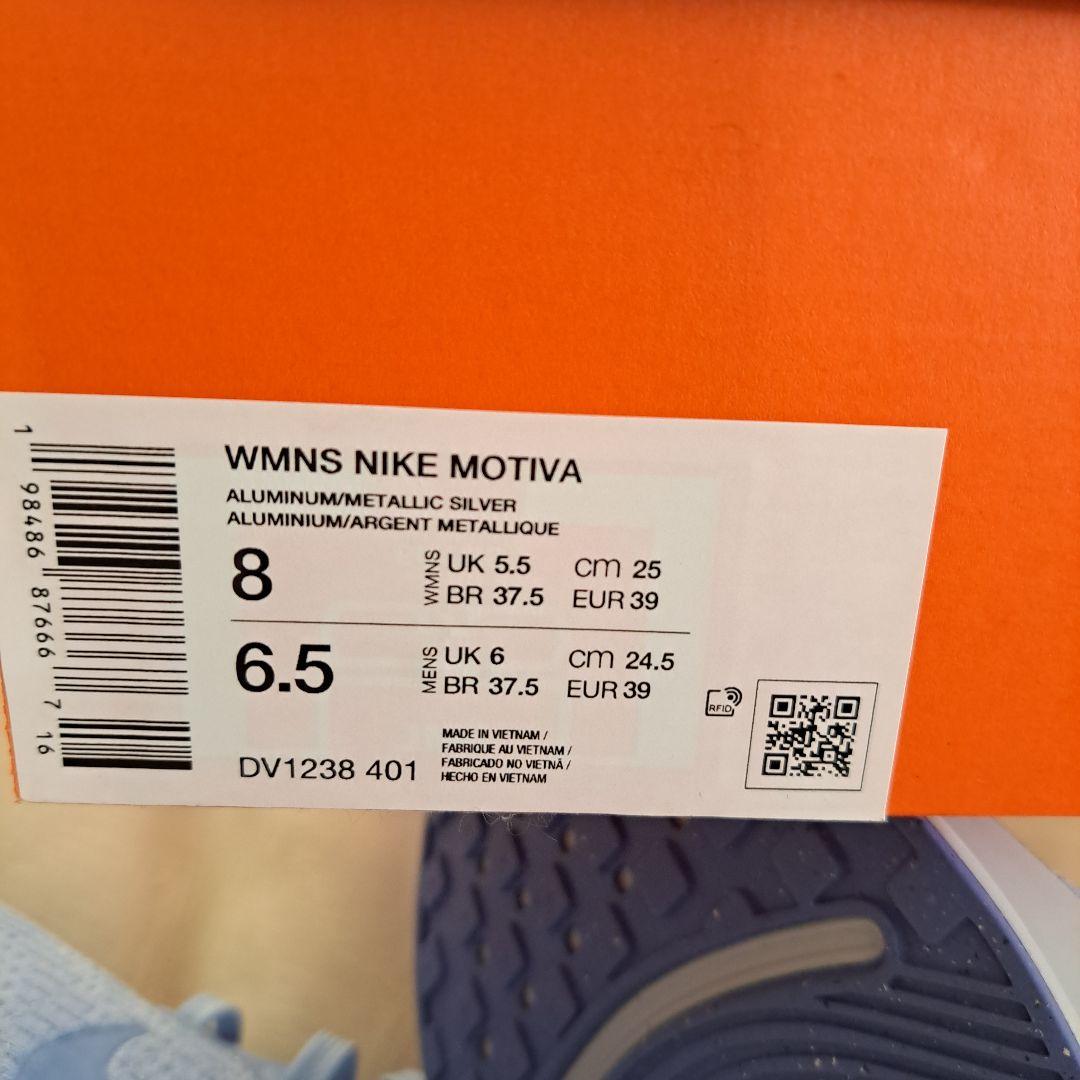 WMNS NIKE MOTIVA
ALUMINUM/METALLIC SILVER
ALUMINIUM/ARGENT METALLIQUE
8
WMNS
UK 5.5 cm 25
BR 37.5 EUR 39
6.5
MENS
UK 6 cm 24.5
BR 37.5 EUR 39
RFID
MADE IN VIETNAM /
FABRIQUE AU VIETNAM /
FABRICADO NO VIETNÃ /
HECHO EN VIETNAM
DV1238 401
1 98486 87666 7 16